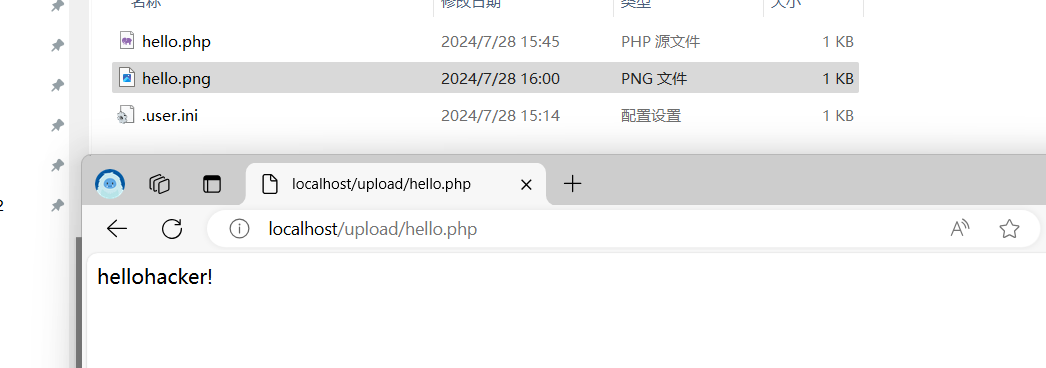 名称 修改日期 类型 大小
hello.php 2024/7/28 15:45 PHP 源文件 1 KB
hello.png 2024/7/28 16:00 PNG 文件 1 KB
.user.ini 2024/7/28 15:14 配置设置 1 KB
2
localhost/upload/hello.php
localhost/upload/hello.php
hellohacker!